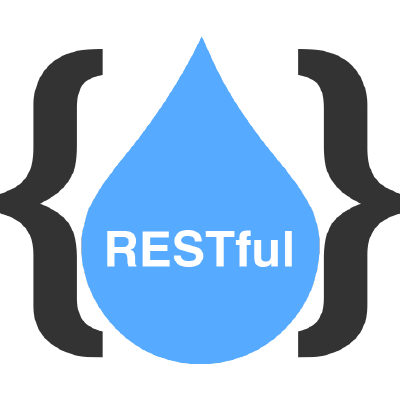 { RESTful }